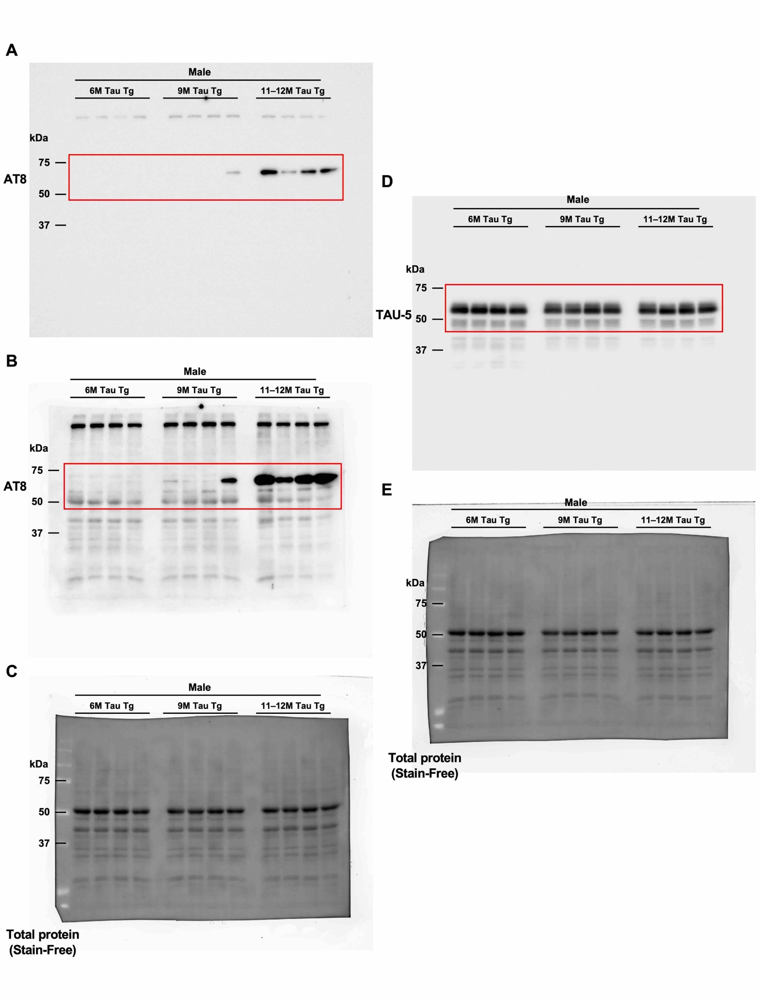 A
Male
6M Tau Tg 9M Tau Tg 11–12M Tau Tg
kDa
75
AT8
50
37
B
Male
6M Tau Tg 9M Tau Tg 11–12M Tau Tg
kDa
75
AT8
50
37
C
Male
6M Tau Tg 9M Tau Tg 11–12M Tau Tg
kDa
75
50
37
Total protein
(Stain-Free)
D
Male
6M Tau Tg 9M Tau Tg 11–12M Tau Tg
kDa
75
TAU-5
50
37
E
Male
6M Tau Tg 9M Tau Tg 11–12M Tau Tg
kDa
75
50
37
Total protein
(Stain-Free)